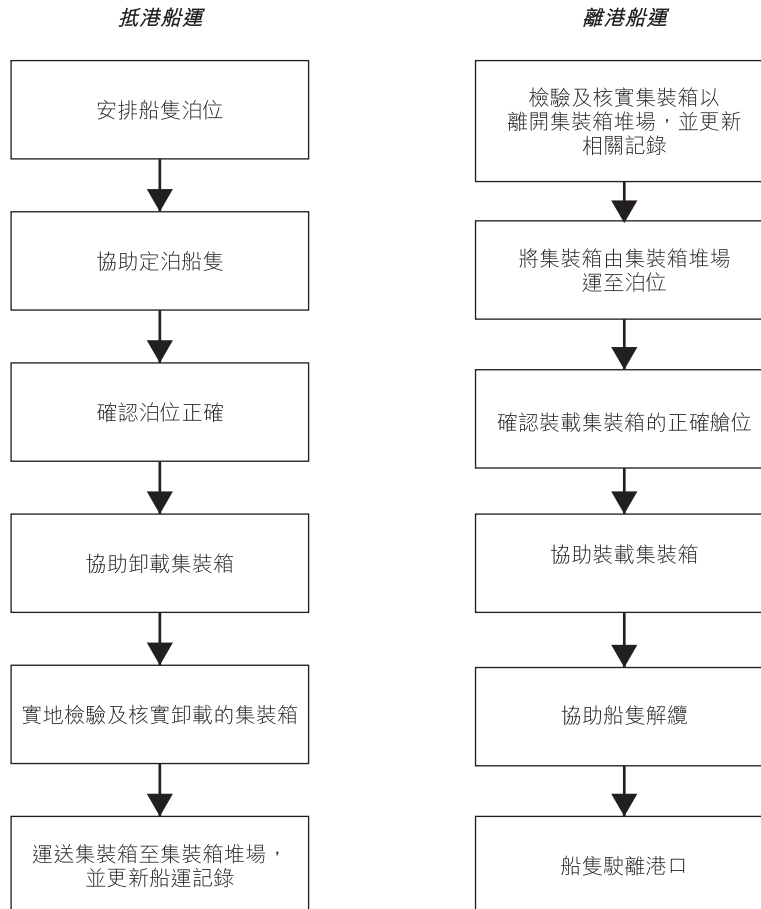 抵港船運
安排船隻泊位
協助定泊船隻
確認泊位正確
協助卸載集裝箱
實地檢驗及核實卸載的集裝箱
運送集裝箱至集裝箱堆場，
並更新船運記錄
離港船運
檢驗及核實集裝箱以
離開集裝箱堆場，並更新
相關記錄
將集裝箱由集裝箱堆場
運至泊位
確認裝載集裝箱的正確艙位
協助裝載集裝箱
協助船隻解纜
船隻駛離港口